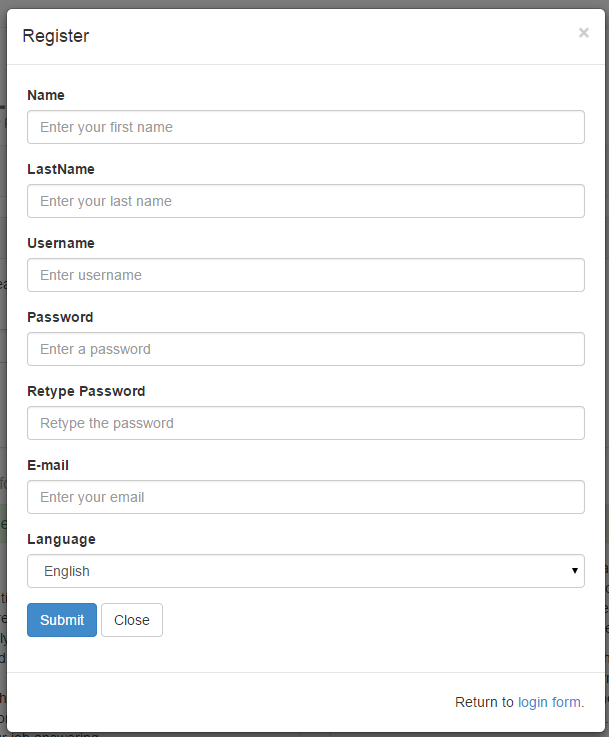 Register ×
Name
Enter your first name
LastName
Enter your last name
Username
Enter username
Password
Enter a password
Retype Password
Retype the password
E-mail
Enter your email
Language
English
Submit Close
Return to login form.